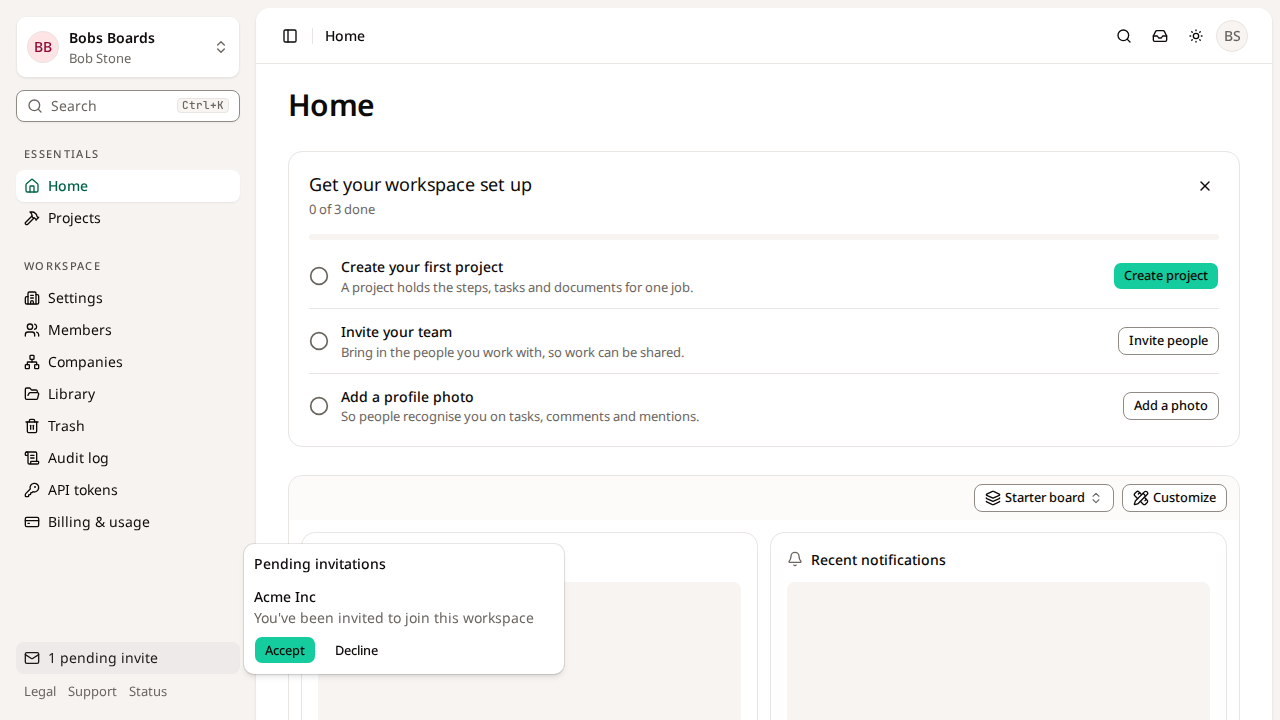 BB
Bobs Boards
Bob Stone
Search
Ctrl+K
ESSENTIALS
Home
Projects
WORKSPACE
Settings
Members
Companies
Library
Trash
Audit log
API tokens
Billing & usage
1 pending invite
Legal Support Status
Home
BS
Home
Get your workspace set up
0 of 3 done
Create your first project
A project holds the steps, tasks and documents for one job.
Create project
Invite your team
Bring in the people you work with, so work can be shared.
Invite people
Add a profile photo
So people recognise you on tasks, comments and mentions.
Add a photo
Starter board
Customize
Recent notifications
Pending invitations
Acme Inc
You've been invited to join this workspace
Accept
Decline